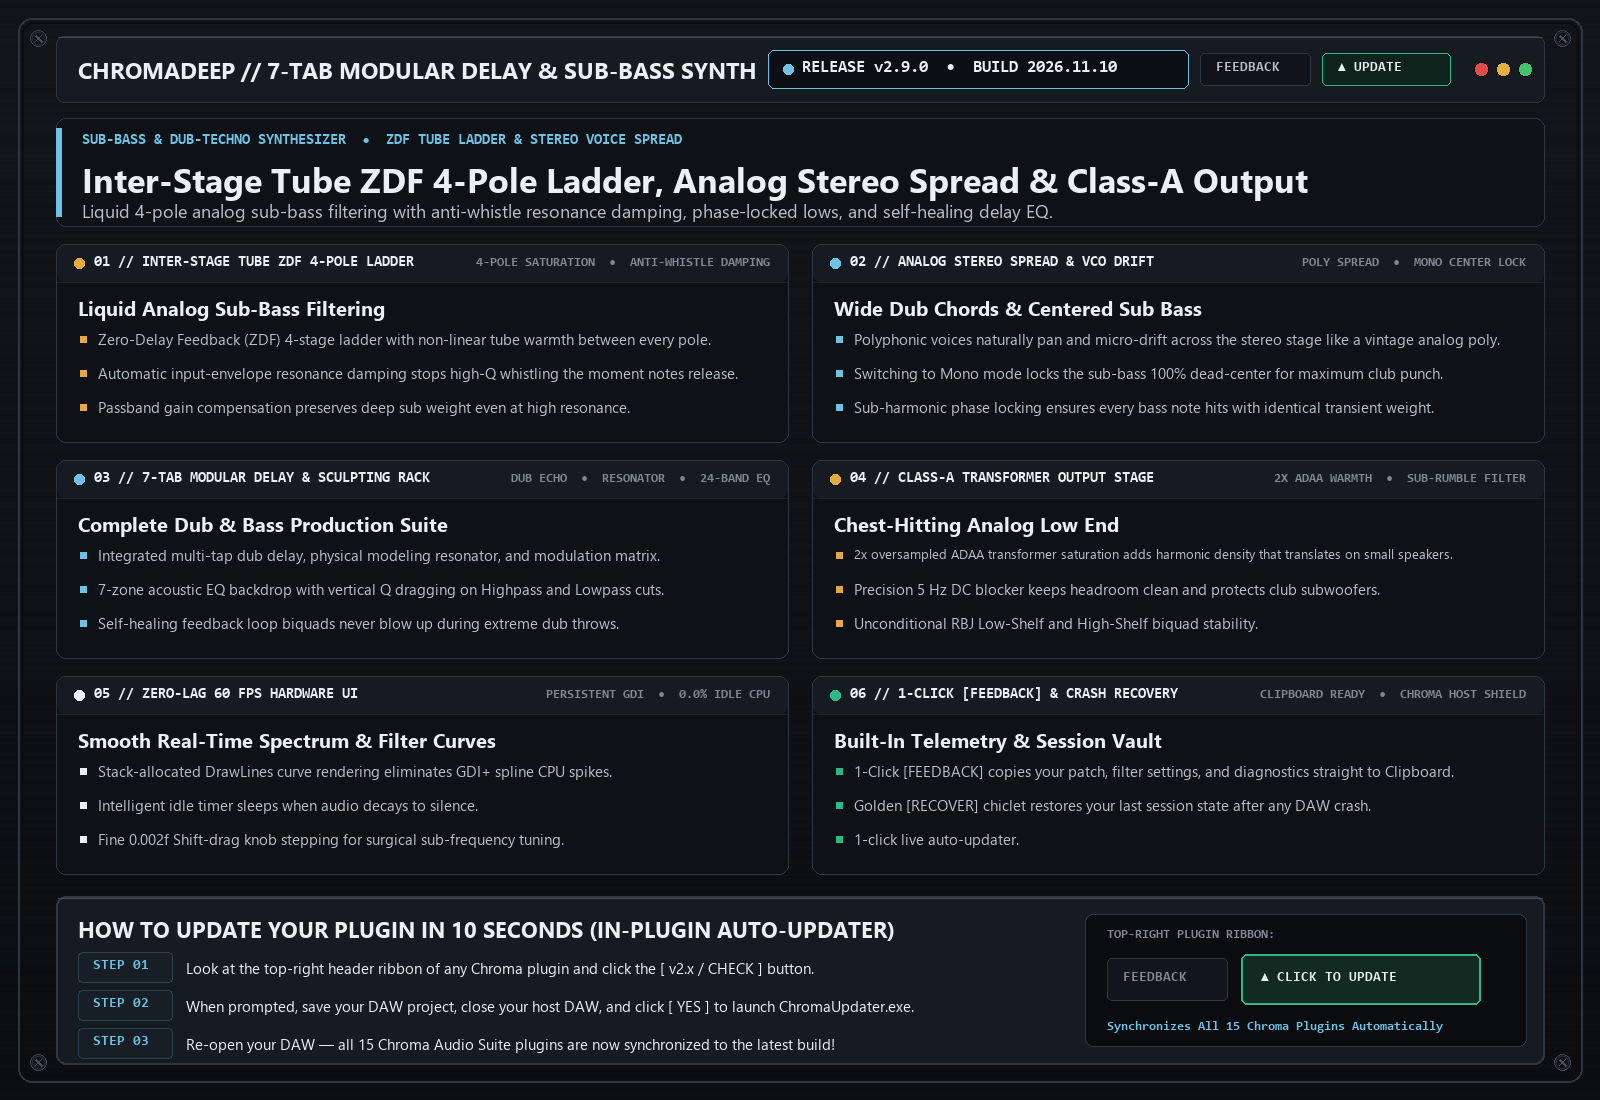 CHROMADEEP // 7-TAB MODULAR DELAY & SUB-BASS SYNTH
RELEASE v2.9.0 • BUILD 2026.11.10
FEEDBACK
▲ UPDATE
SUB-BASS & DUB-TECHNO SYNTHESIZER • ZDF TUBE LADDER & STEREO VOICE SPREAD
Inter-Stage Tube ZDF 4-Pole Ladder, Analog Stereo Spread & Class-A Output
Liquid 4-pole analog sub-bass filtering with anti-whistle resonance damping, phase-locked lows, and self-healing delay EQ.
01 // INTER-STAGE TUBE ZDF 4-POLE LADDER
4-POLE SATURATION • ANTI-WHISTLE DAMPING
Liquid Analog Sub-Bass Filtering
Zero-Delay Feedback (ZDF) 4-stage ladder with non-linear tube warmth between every pole.
Automatic input-envelope resonance damping stops high-Q whistling the moment notes release.
Passband gain compensation preserves deep sub weight even at high resonance.
02 // ANALOG STEREO SPREAD & VCO DRIFT
POLY SPREAD • MONO CENTER LOCK
Wide Dub Chords & Centered Sub Bass
Polyphonic voices naturally pan and micro-drift across the stereo stage like a vintage analog poly.
Switching to Mono mode locks the sub-bass 100% dead-center for maximum club punch.
Sub-harmonic phase locking ensures every bass note hits with identical transient weight.
03 // 7-TAB MODULAR DELAY & SCULPTING RACK
DUB ECHO • RESONATOR • 24-BAND EQ
Complete Dub & Bass Production Suite
Integrated multi-tap dub delay, physical modeling resonator, and modulation matrix.
7-zone acoustic EQ backdrop with vertical Q dragging on Highpass and Lowpass cuts.
Self-healing feedback loop biquads never blow up during extreme dub throws.
04 // CLASS-A TRANSFORMER OUTPUT STAGE
2X ADAA WARMTH • SUB-RUMBLE FILTER
Chest-Hitting Analog Low End
2x oversampled ADAA transformer saturation adds harmonic density that translates on small speakers.
Precision 5 Hz DC blocker keeps headroom clean and protects club subwoofers.
Unconditional RBJ Low-Shelf and High-Shelf biquad stability.
05 // ZERO-LAG 60 FPS HARDWARE UI
PERSISTENT GDI • 0.0% IDLE CPU
Smooth Real-Time Spectrum & Filter Curves
Stack-allocated DrawLines curve rendering eliminates GDI+ spline CPU spikes.
Intelligent idle timer sleeps when audio decays to silence.
Fine 0.002f Shift-drag knob stepping for surgical sub-frequency tuning.
06 // 1-CLICK [FEEDBACK] & CRASH RECOVERY
CLIPBOARD READY • CHROMA HOST SHIELD
Built-In Telemetry & Session Vault
1-Click [FEEDBACK] copies your patch, filter settings, and diagnostics straight to Clipboard.
Golden [RECOVER] chiclet restores your last session state after any DAW crash.
1-click live auto-updater.
HOW TO UPDATE YOUR PLUGIN IN 10 SECONDS (IN-PLUGIN AUTO-UPDATER)
STEP 01
Look at the top-right header ribbon of any Chroma plugin and click the [ v2.x / CHECK ] button.
STEP 02
When prompted, save your DAW project, close your host DAW, and click [ YES ] to launch ChromaUpdater.exe.
STEP 03
Re-open your DAW — all 15 Chroma Audio Suite plugins are now synchronized to the latest build!
TOP-RIGHT PLUGIN RIBBON:
FEEDBACK
▲ CLICK TO UPDATE
Synchronizes All 15 Chroma Plugins Automatically